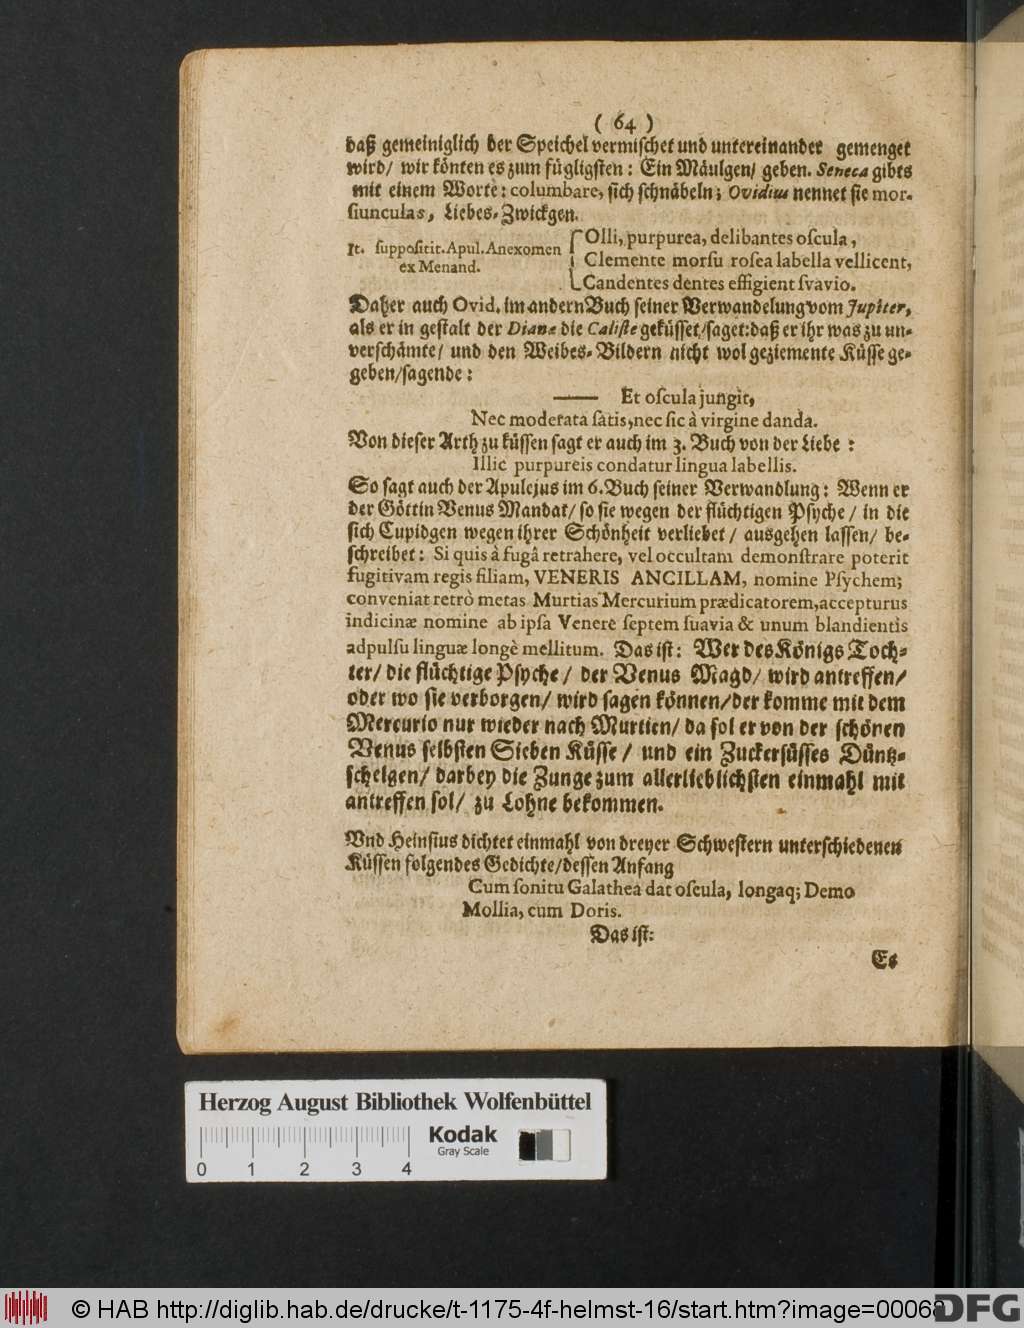 ( 64 )
daß gemeiniglich der Speichel vermischet und untereinander gemenget
wird/ wir könten es zum fügligsten: Ein Mäulgen/ geben. Seneca gibts
mit einem Worte: columbare, sich schnäbeln; Ovidius nennet sie mor-
siunculas, Liebes-Zwickgen.
It. supposititt. Apul. Anexomen
ex Menand.
Olli, purpurea, delibantes oscula,
Clemente morsu rosea labella vellicent,
Candentes dentes effigient svavio.
Daher auch Ovid. im andern Buch seiner Verwandelung vom Jupiter,
als er in gestalt der Diane die Caliste geküsset/saget: daß er ihr was zu un-
verschämte/ und den Weibes-Bildern nicht wol geziemente Küsse ge-
geben/sagende:
—— Et oscula jungit,
Nec moderata satis, nec sic à virgine danda.
Von dieser Arth zu küssen sagt er auch im 3. Buch von der Liebe:
Illic purpureis condatur lingua labellis.
So sagt auch der Apulejus im 6. Buch seiner Verwandlung: Wenn er
der Göttin Venus Mandat/ so sie wegen der flüchtigen Psyche/ in die
sich Cupidgen wegen ihrer Schönheit verliebet/ ausgehen lassen/ be-
schreibet: Si quis à fugâ retrahere, vel occultam demonstrare poterit
fugitivam regis filiam, VENERIS ANCILLAM, nomine Psychem;
conveniat retrò metas Murtias Mercurium prædicatorem, accepturus
indicinæ nomine ab ipsa Venere septem suavia & unum blandientis
adpulsu linguæ longè mellitum. Das ist: Wer des Königs Toch-
ter/ die flüchtige Psyche/ der Venus Magd/ wird antreffen/
oder wo sie verborgen/ wird sagen können/der komme mit dem
Mercurio nur wieder nach Murtien/ da sol er von der schönen
Venus selbsten Sieben Küsse/ und ein Zuckersüsses Düntz-
schelgen/ darbey die Zunge zum allerlieblichsten einmahl mit
antreffen sol/ zu Lohne bekommen.
Vnd Heinsius dichtet einmahl von dreyer Schwestern unterschiedenen
Küssen folgendes Gedichte/dessen Anfang
Cum sonitu Galathea dat oscula, longaq; Demo
Mollia, cum Doris.
Das ist:
Es
Herzog August Bibliothek Wolfenbüttel
0 1 2 3 4
Kodak
Gray Scale
© HAB http://diglib.hab.de/drucke/t-1175-4f-helmst-16/start.htm?image=00068
DFG